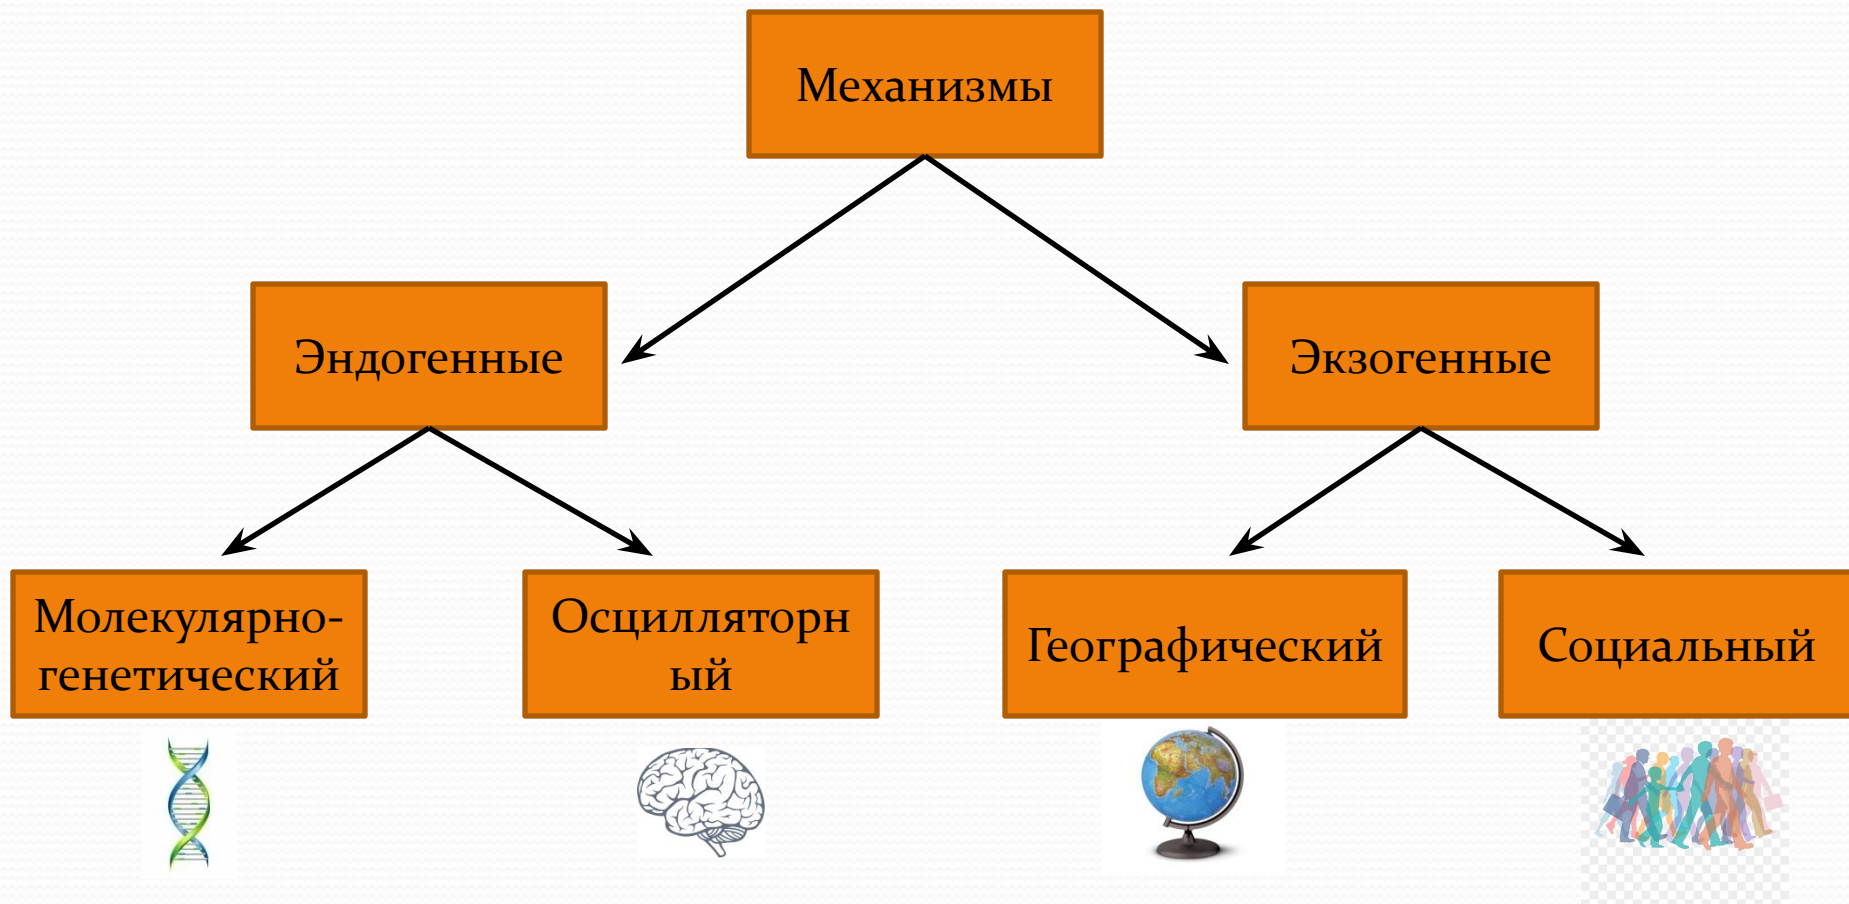 Механизмы
Эндогенные
Экзогенные
Молекулярно-
генетический
Осцилляторн
ый
Географический
Социальный